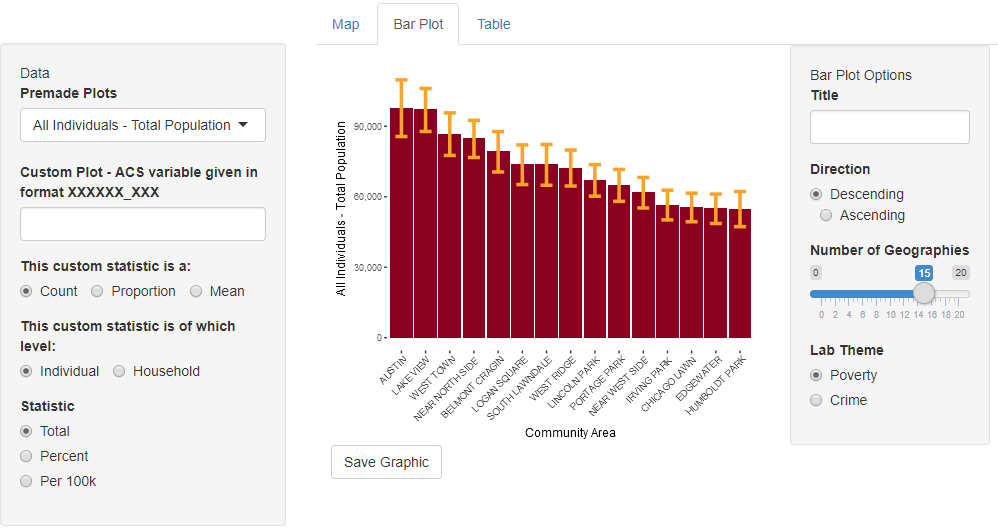 Map
Bar Plot
Table
Data
Premade Plots
All Individuals - Total Population
Custom Plot - ACS variable given in
format XXXXXX_XXX
This custom statistic is a:
Count
Proportion
Mean
This custom statistic is of which
level:
Individual
Household
Statistic
Total
Percent
Per 100k
All Individuals - Total Population
90,000
60,000
30,000
0
AUSTIN
LAKE VIEW
WEST TOWN
NEAR NORTH SIDE
BELMONT CRAGIN
LOGAN SQUARE
SOUTH LAWNDALE
WEST RIDGE
LINCOLN PARK
PORTAGE PARK
NEAR WEST SIDE
IRVING PARK
CHICAGO LAWN
EDGEWATER
HUMBOLDT PARK
Community Area
Save Graphic
Bar Plot Options
Title
Direction
Descending
Ascending
Number of Geographies
0
15
20
0 2 4 6 8 10 12 14 16 18 20
Lab Theme
Poverty
Crime